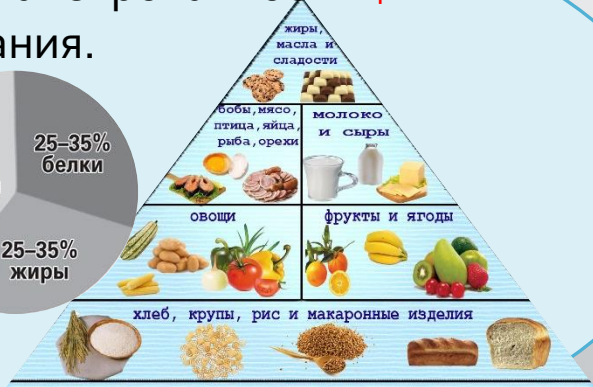 ания.
25–35%
белки
25–35%
жиры
жиры,
масла и
сладости
бобы,мясо,
птица,яйца,
рыба,орехи
молоко
и сыры
овощи
фрукты и ягоды
хлеб, крупы, рис и макаронные изделия